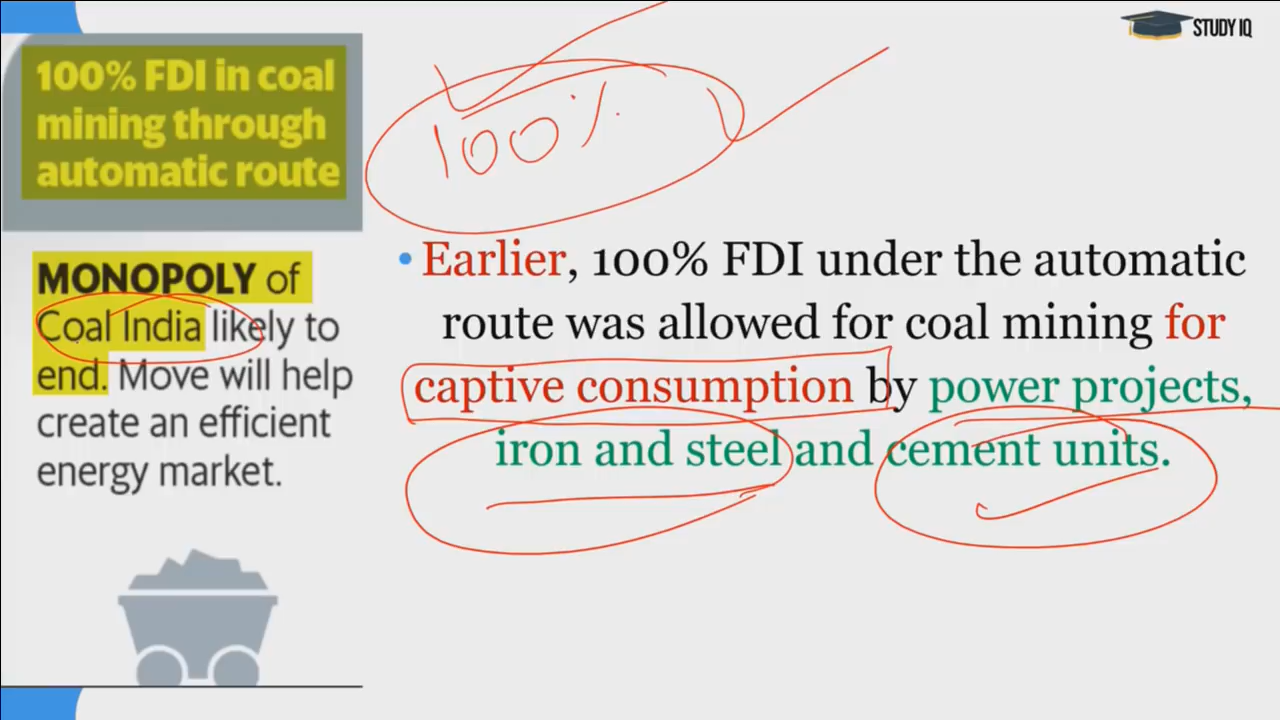 STUDY IQ
100% FDI in coal
mining through
automatic route
100%
MONOPOLY of
Coal India likely to
end. Move will help
create an efficient
energy market.
• Earlier, 100% FDI under the automatic
route was allowed for coal mining for
captive consumption by power projects,
iron and steel and cement units.